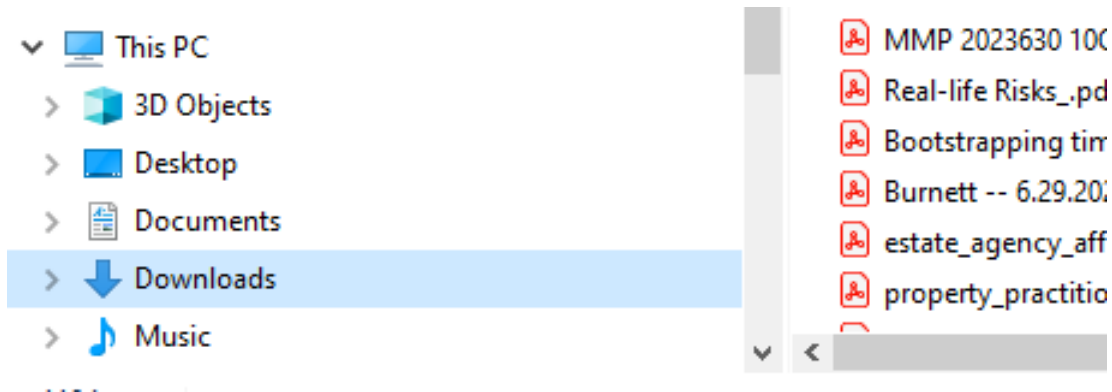 This PC
3D Objects
Desktop
Documents
Downloads
Music
MMP 2023630 10
Real-life Risks_.pd
Bootstrapping tim
Burnett -- 6.29.202
estate_agency_aff
property_practitio